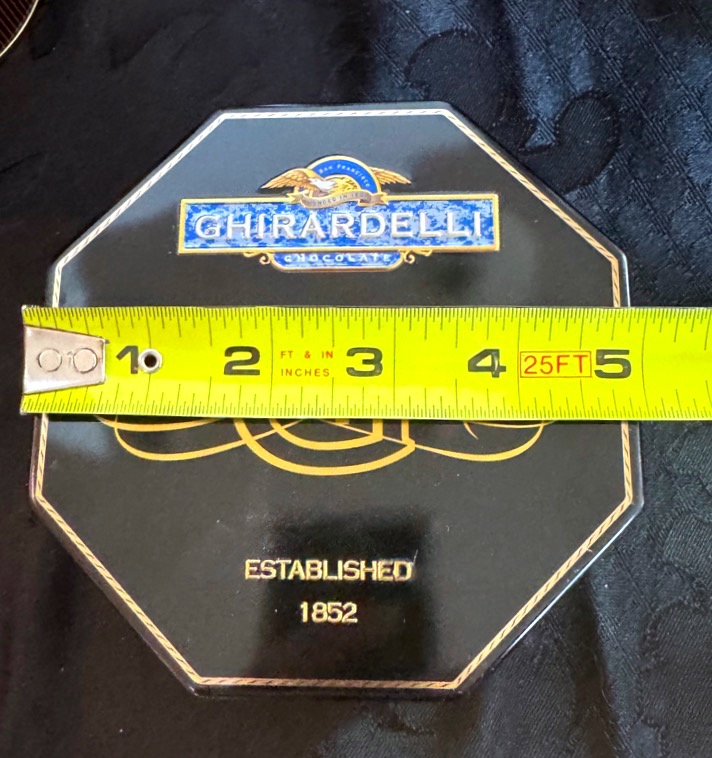 SAN FRANCISCO
GHIRARDELLI
CHOCOLATE
1 2 FT & IN INCHES 3 4 25FT 5
ESTABLISHED
1852